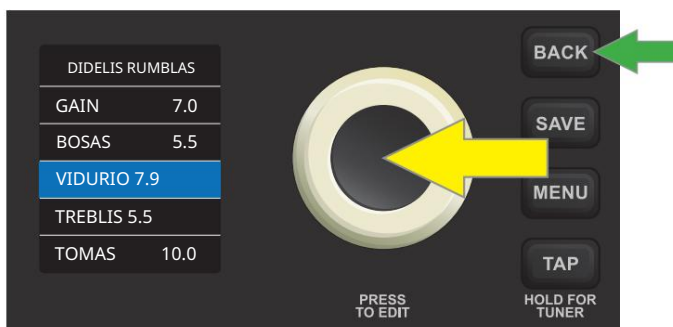 DIDELIS RUMBLAS
GAIN 7.0
BOSAS 5.5
VIDURIO 7.9
TREBLIS 5.5
TOMAS 10.0
PRESS
TO EDIT
BACK
SAVE
MENU
TAP
HOLD FOR
TUNER